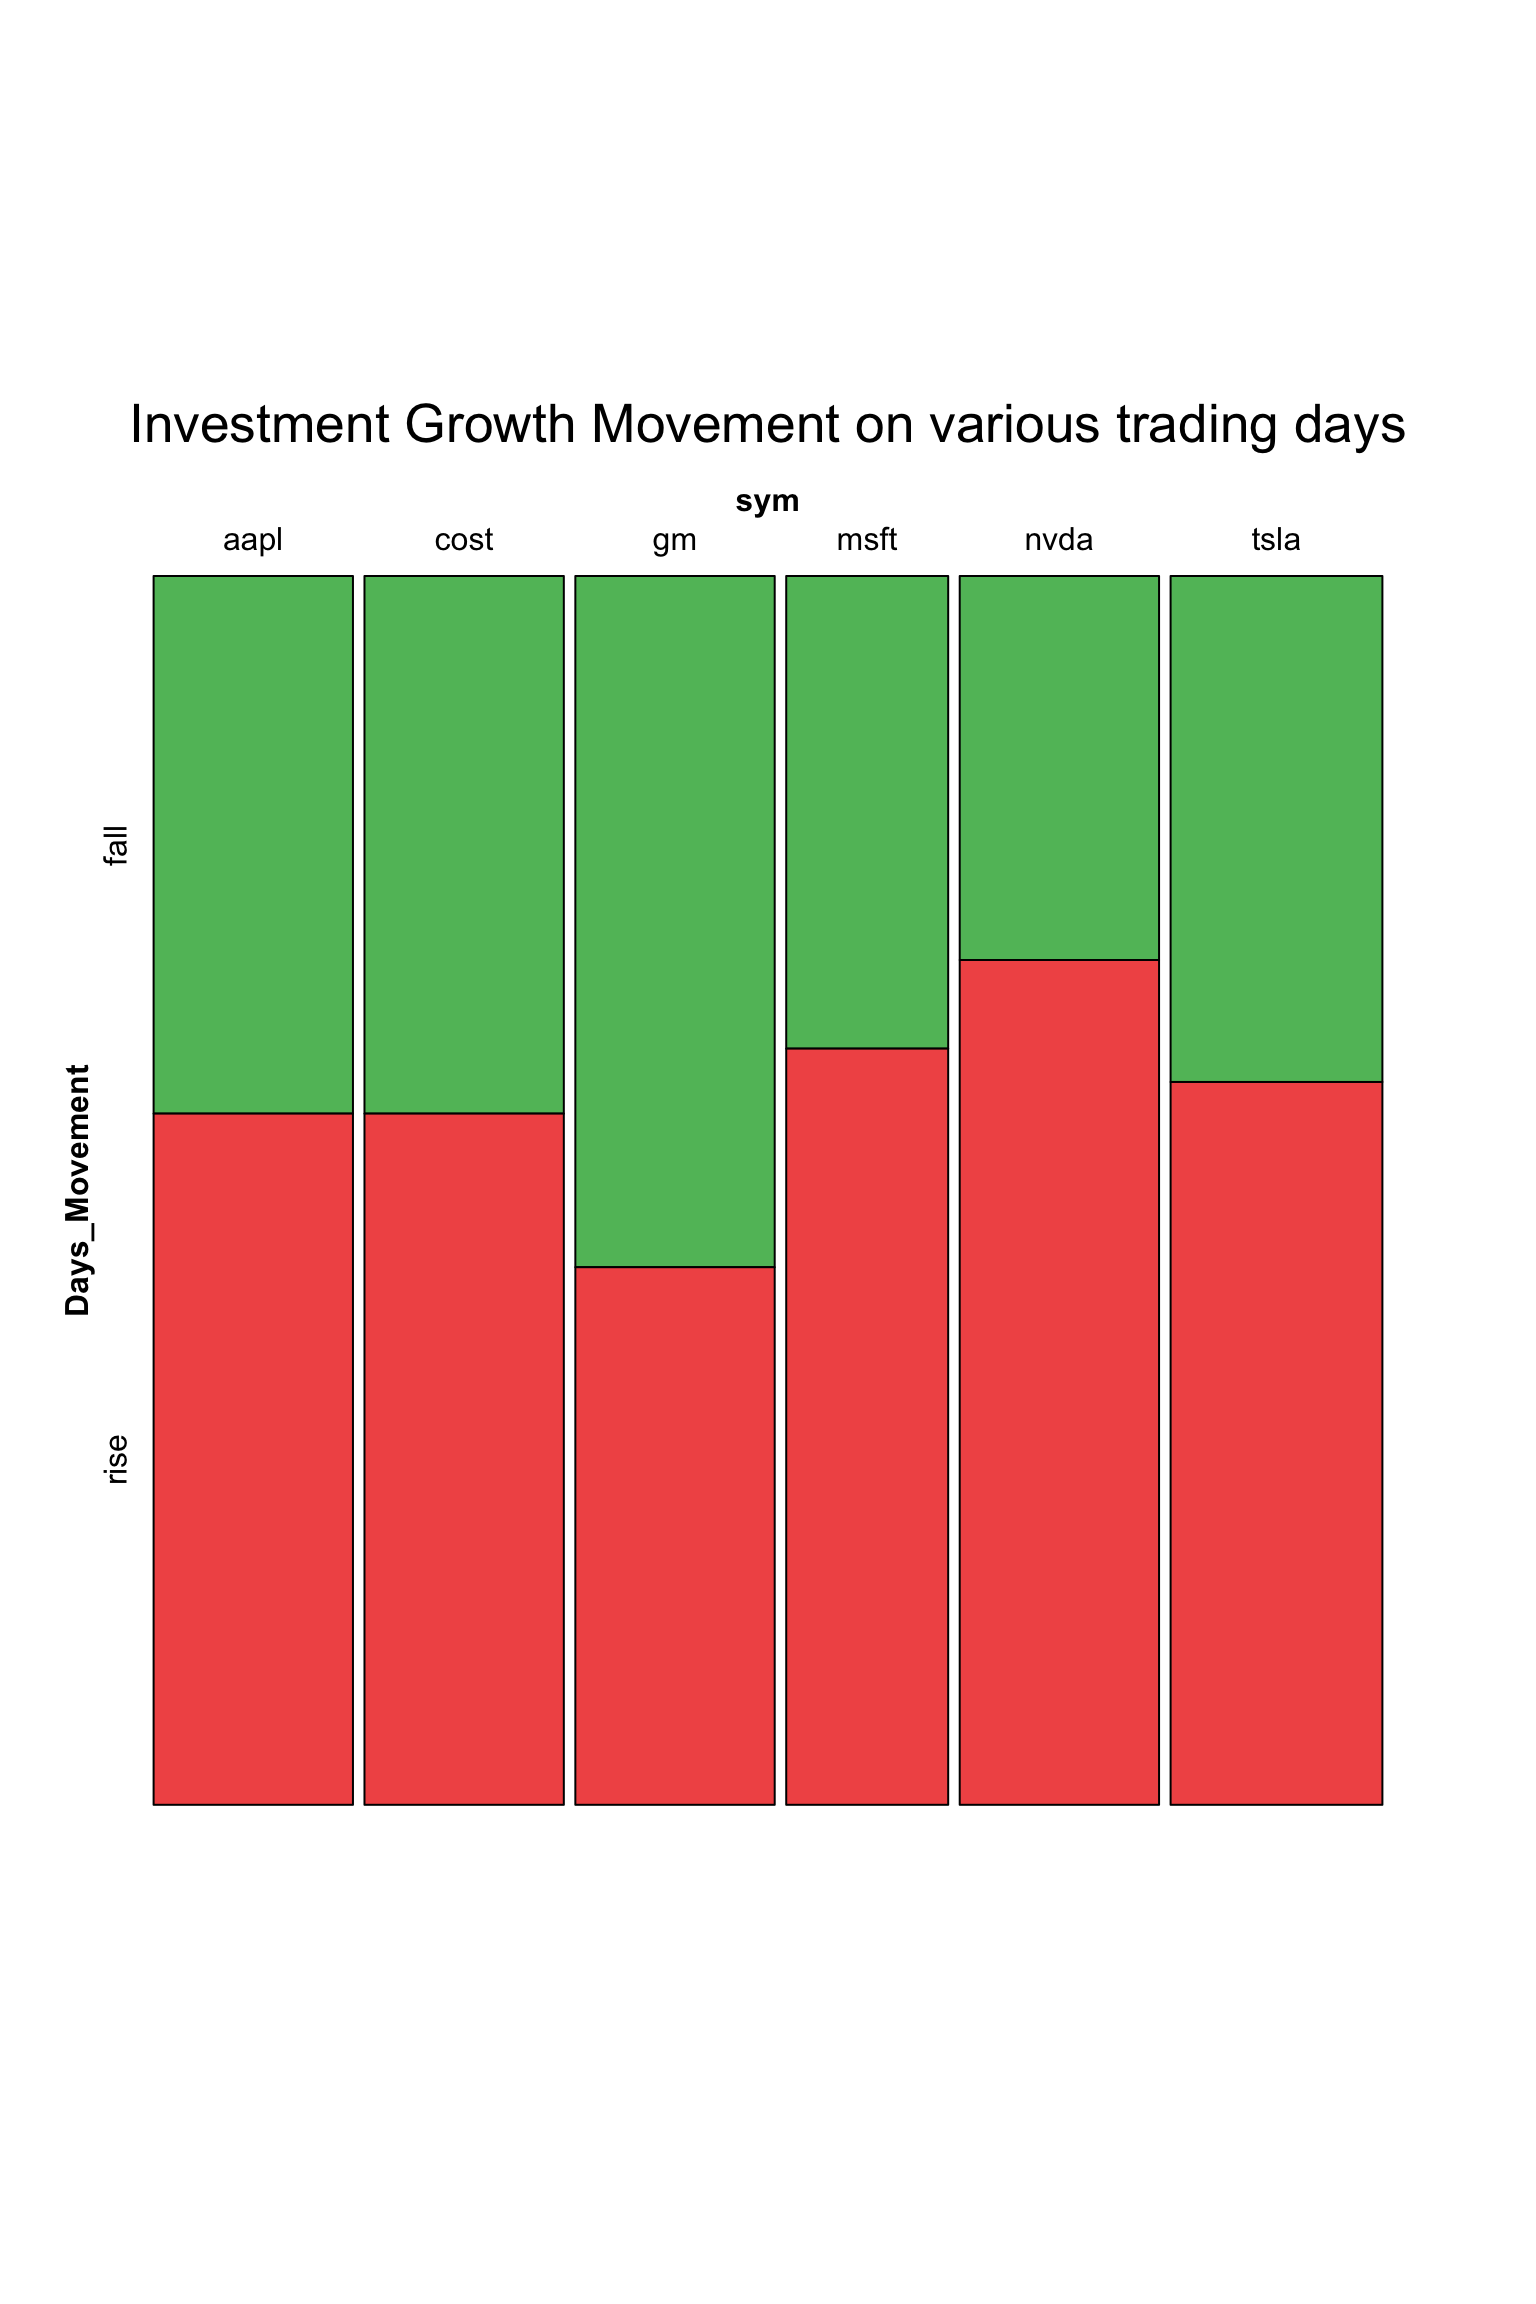 Investment Growth Movement on various trading days
sym
aapl cost gm msft nvda tsla
fall
Days_Movement
rise